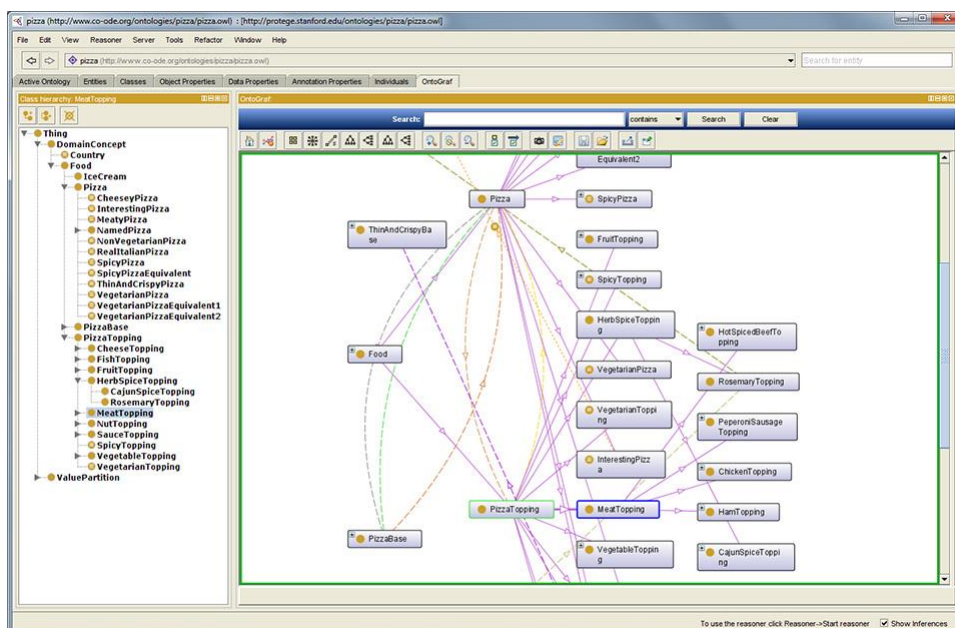 pizza (http://www.co-ode.org/ontologies/pizza/pizza.owl) : [http://protege.stanford.edu/ontologies/pizza/pizza.owl]
File Edit View Reasoner Server Tools Refactor Window Help
pizza (http://www.co-ode.org/ontologies/pizza/pizza.owl)
Search for entity
Active Ontology Entities Classes Object Properties Data Properties Annotation Properties Individuals OntoGraf
Class hierarchy: MeatTopping
Thing
DomainConcept
Country
Food
IceCream
Pizza
CheeseyPizza
InterestingPizza
MeatyPizza
NamedPizza
NonVegetarianPizza
RealItalianPizza
SpicyPizza
SpicyPizzaEquivalent
ThinAndCrispyPizza
VegetarianPizza
VegetarianPizzaEquivalent1
VegetarianPizzaEquivalent2
PizzaBase
PizzaTopping
CheeseTopping
FishTopping
FruitTopping
HerbSpiceTopping
CajunSpiceTopping
RosemaryTopping
MeatTopping
NutTopping
SauceTopping
SpicyTopping
VegetableTopping
VegetarianTopping
ValuePartition
OntoGraf
Search: contains Search Clear
Equivalent2
Pizza
SpicyPizza
ThinAndCrispyBa
se
FruitTopping
SpicyTopping
HerbSpiceToppin
g
HotSpicedBeefTo
pping
Food
VegetarianPizza
RosemaryTopping
VegetarianToppi
ng
PeperoniSausage
Topping
InterestingPizz
a
ChickenTopping
PizzaTopping
MeatTopping
HamTopping
PizzaBase
VegetableToppin
g
CajunSpiceToppi
ng
To use the reasoner click Reasoner->Start reasoner Show Inferences